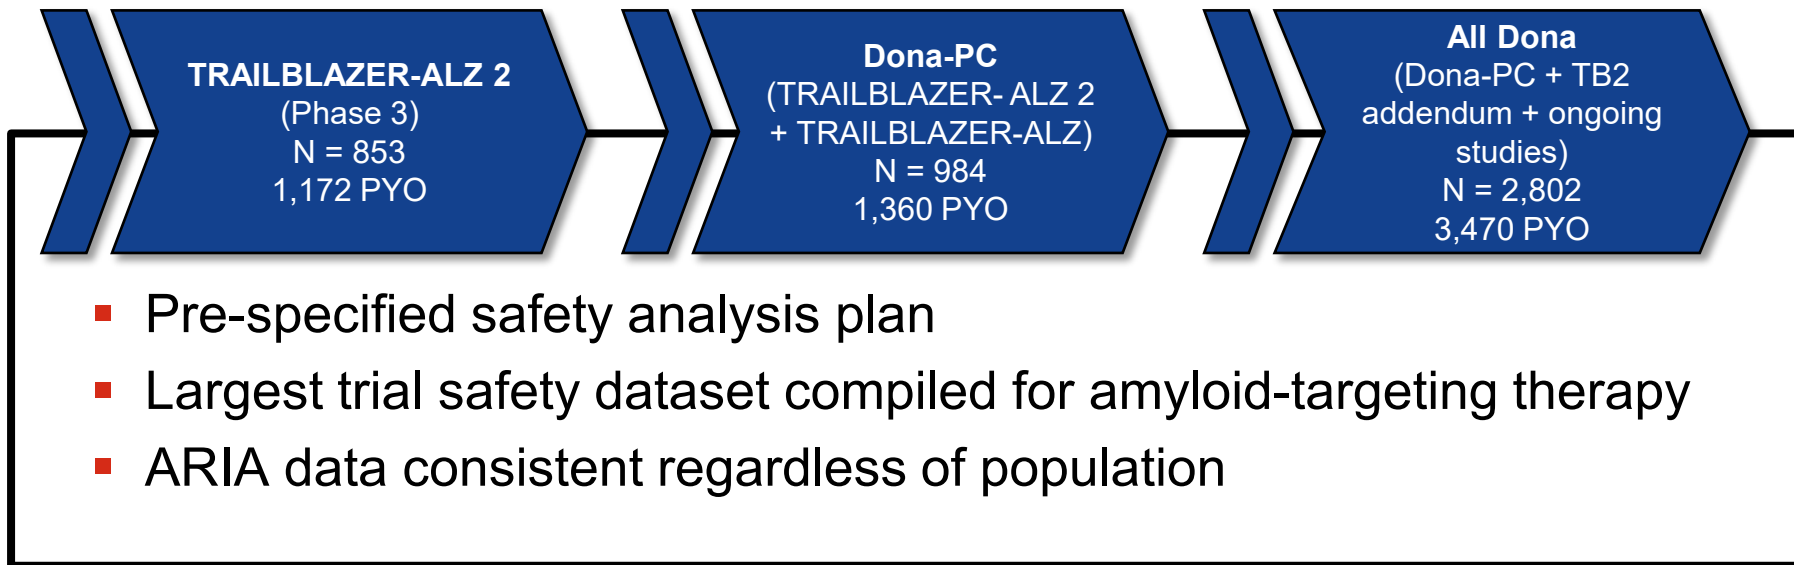 TRAILBLAZER-ALZ 2
(Phase 3)
N = 853
1,172 PYO
Dona-PC
(TRAILBLAZER- ALZ 2
+ TRAILBLAZER-ALZ)
N = 984
1,360 PYO
All Dona
(Dona-PC + TB2
addendum + ongoing
studies)
N = 2,802
3,470 PYO
▪ Pre-specified safety analysis plan
▪ Largest trial safety dataset compiled for amyloid-targeting therapy
▪ ARIA data consistent regardless of population